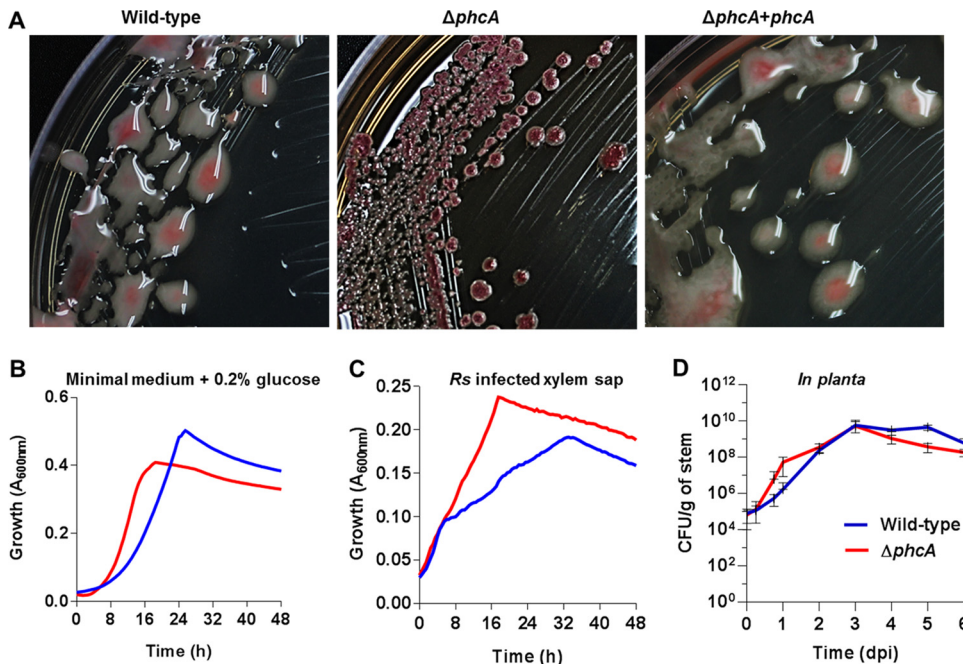 A
Wild-type
ΔphcA
ΔphcA+phcA
B
Minimal medium + 0.2% glucose
Growth (A600nm)
0.6
0.4
0.2
0.0
0 8 16 24 32 40 48
Time (h)
C
Rs infected xylem sap
Growth (A600nm)
0.25
0.20
0.15
0.10
0.05
0.00
0 8 16 24 32 40 48
Time (h)
D
In planta
CFU/g of stem
10^12
10^10
10^8
10^6
10^4
10^2
10^0
Wild-type
ΔphcA
0 1 2 3 4 5 6
Time (dpi)